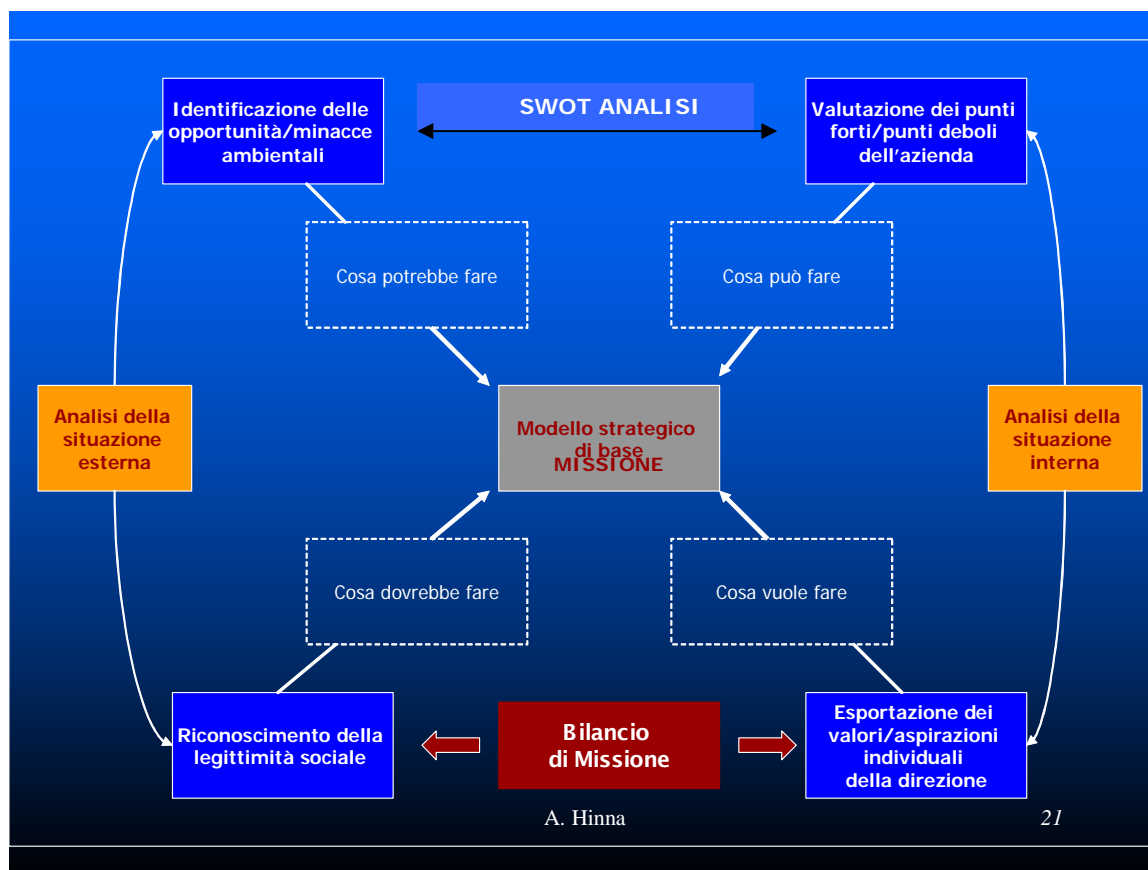 Identificazione delle
opportunità/minacce
ambientali
SWOT ANALISI
Valutazione dei punti
forti/punti deboli
dell'azienda
Cosa potrebbe fare
Cosa può fare
Analisi della
situazione
esterna
Modello strategico
di base
MISSIONE
Analisi della
situazione
interna
Cosa dovrebbe fare
Cosa vuole fare
Riconoscimento della
legittimità sociale
Bilancio
di Missione
Esportazione dei
valori/aspirazioni
individuali
della direzione
A. Hinna
21